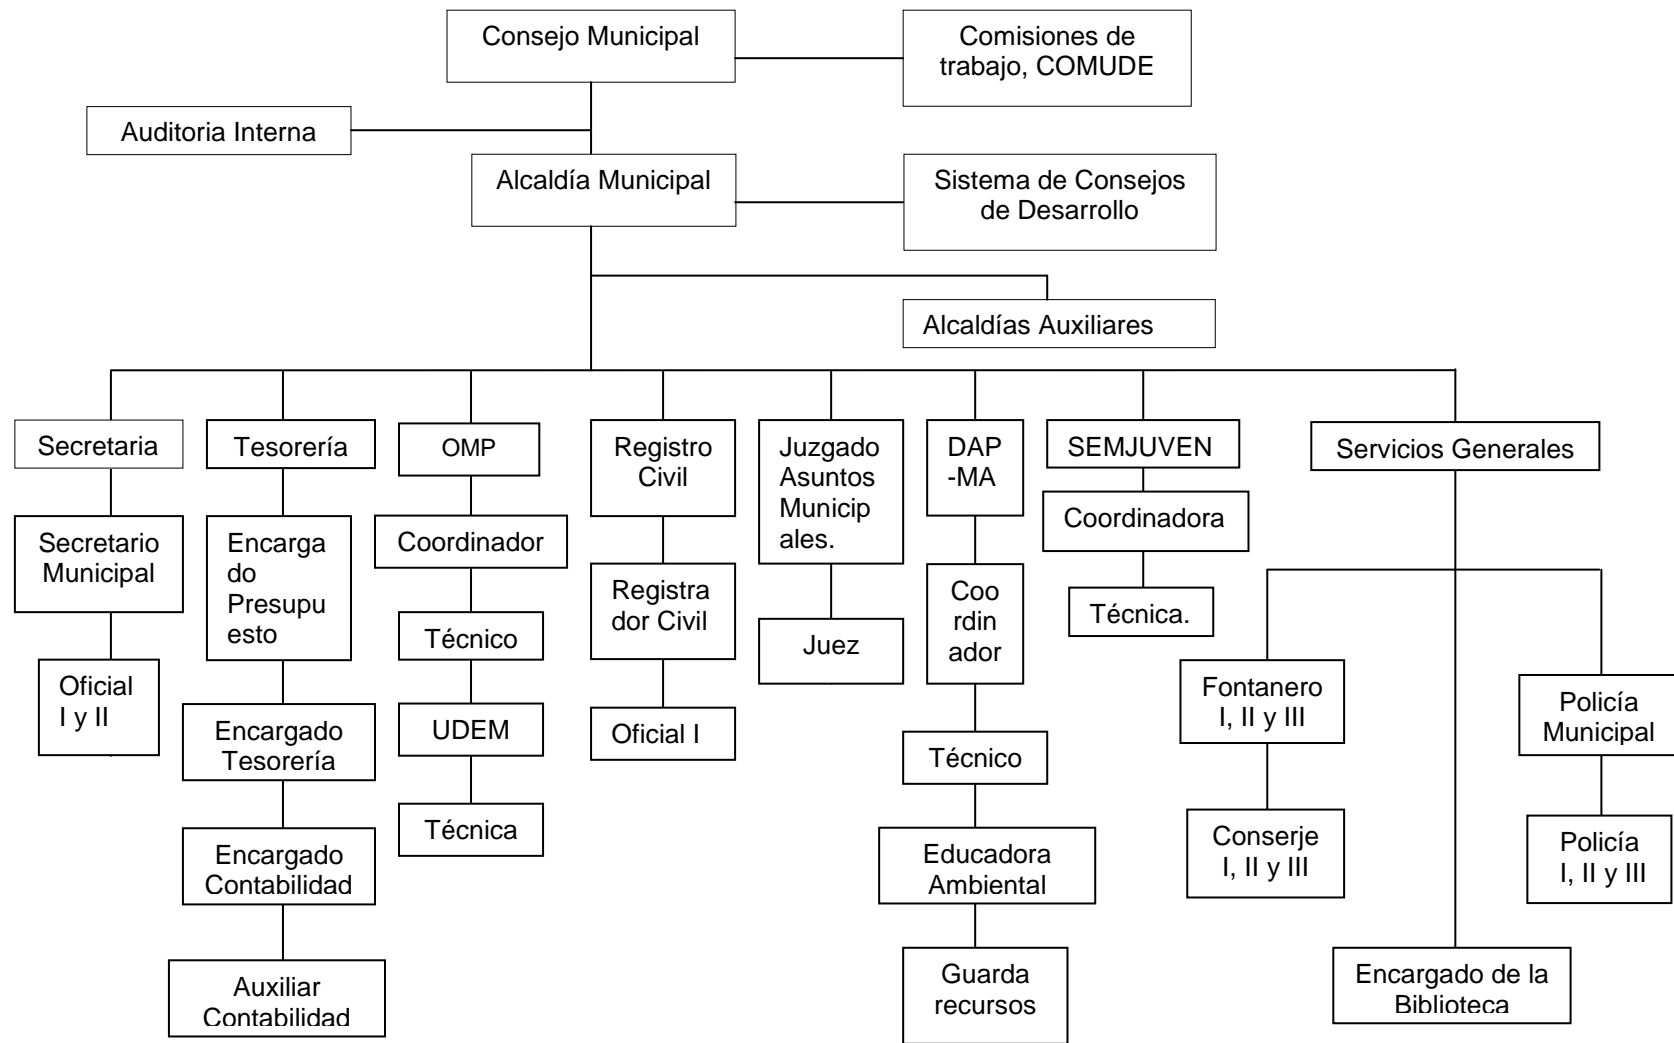 Consejo Municipal
Comisiones de
trabajo, COMUDE
Auditoria Interna
Alcaldía Municipal
Sistema de Consejos
de Desarrollo
Alcaldías Auxiliares
Secretaria
Tesorería
OMP
Registro
Civil
Juzgado
Asuntos
Municip
ales.
DAP
-MA
SEMJUVEN
Servicios Generales
Secretario
Municipal
Encarga
do
Presupu
esto
Coordinador
Registra
dor Civil
Juez
Coo
rdin
ador
Coordinadora
Técnica.
Oficial
I y II
Encargado
Tesorería
Técnico
UDEM
Oficial I
Técnico
Fontanero
I, II y III
Policía
Municipal
Encargado
Contabilidad
Técnica
Educadora
Ambiental
Conserje
I, II y III
Policía
I, II y III
Auxiliar
Contabilidad
Guarda
recursos
Encargado de la
Biblioteca